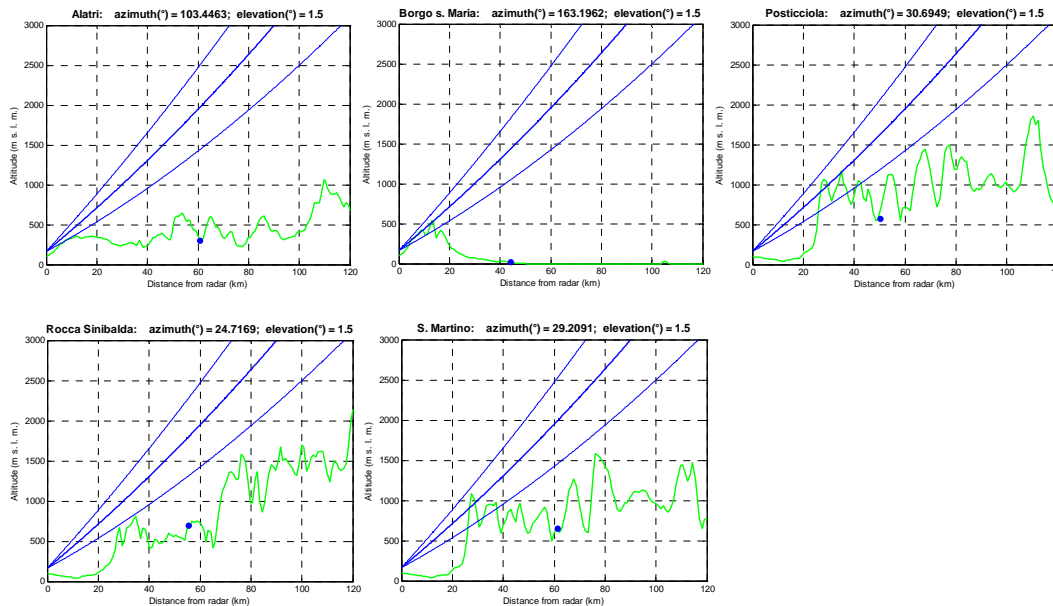 Alatri: azimuth(°) = 103.4463; elevation(°) = 1.5
3000
2500
2000
1500
1000
500
0
Altitude (m s. l. m.)
0 20 40 60 80 100 120
Distance from radar (km)
Borgo s. Maria: azimuth(°) = 163.1962; elevation(°) = 1.5
3000
2500
2000
1500
1000
500
0
Altitude (m s. l. m.)
0 20 40 60 80 100 120
Distance from radar (km)
Posticciola: azimuth(°) = 30.6949; elevation(°) = 1.5
3000
2500
2000
1500
1000
500
0
Altitude (m s. l. m.)
0 20 40 60 80 100 120
Distance from radar (km)
Rocca Sinibalda: azimuth(°) = 24.7169; elevation(°) = 1.5
3000
2500
2000
1500
1000
500
0
Altitude (m s. l. m.)
0 20 40 60 80 100 120
Distance from radar (km)
S. Martino: azimuth(°) = 29.2091; elevation(°) = 1.5
3000
2500
2000
1500
1000
500
0
Altitude (m s. l. m.)
0 20 40 60 80 100 120
Distance from radar (km)